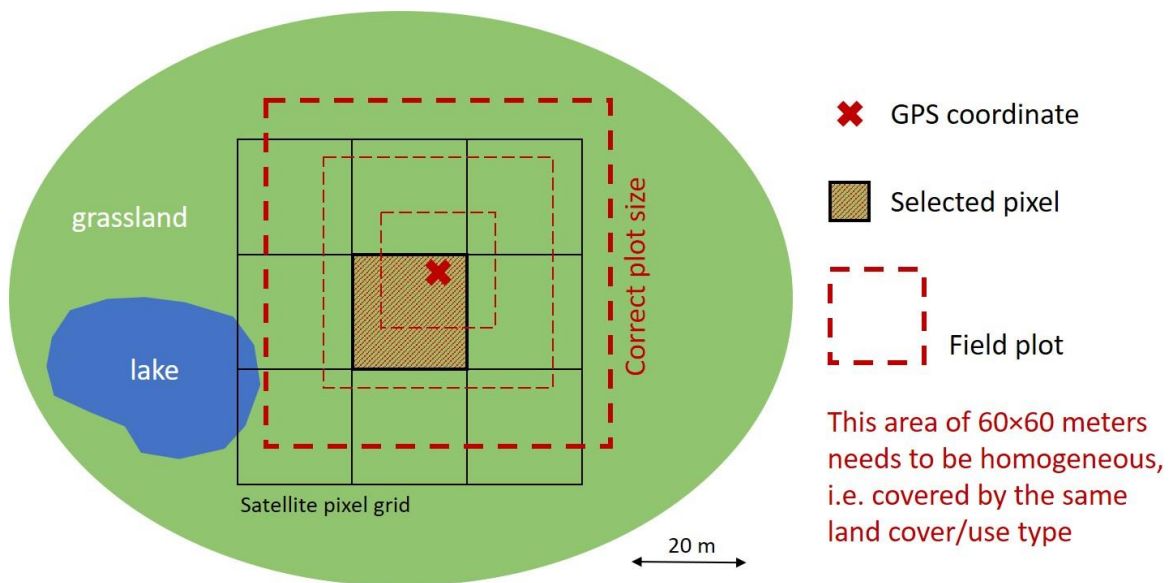 grassland
lake
Correct plot size
Satellite pixel grid
20 m
GPS coordinate
Selected pixel
Field plot
This area of 60×60 meters
needs to be homogeneous,
i.e. covered by the same
land cover/use type